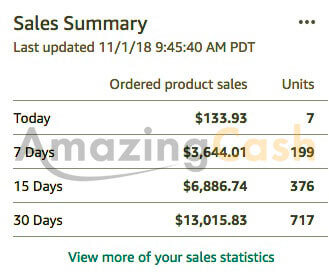 Sales Summary ...
Last updated 11/1/18 9:45:40 AM PDT
Ordered product sales Units
Today $133.93 7
7 Days $3,644.01 199
AmazingCash
15 Days $6,886.74 376
30 Days $13,015.83 717
View more of your sales statistics